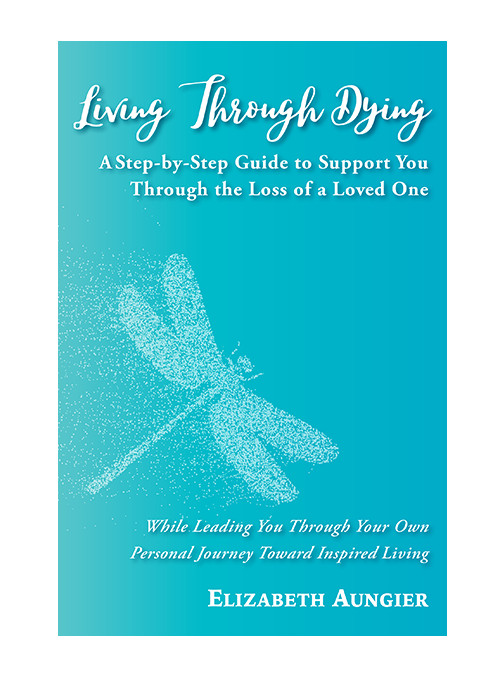 Living Through Dying
A Step-by-Step Guide to Support You
Through the Loss of a Loved One
While Leading You Through Your Own
Personal Journey Toward Inspired Living
ELIZABETH AUNGIER